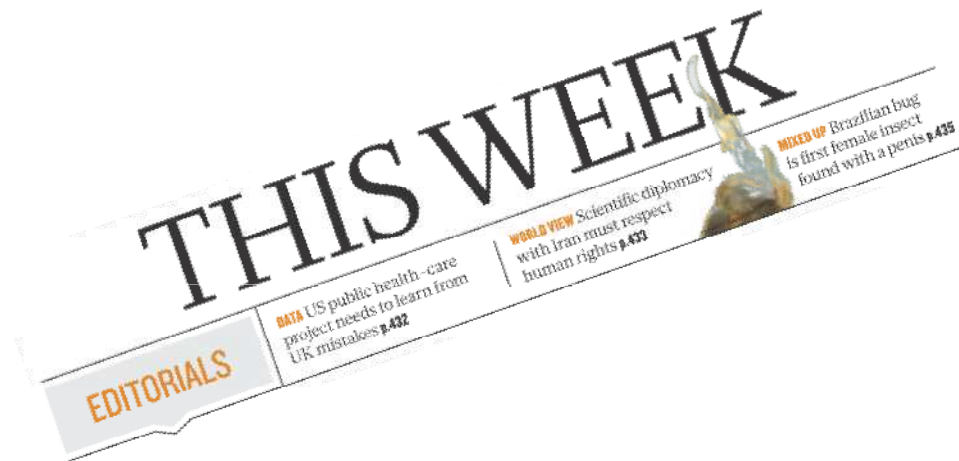 THIS WEEK
EDITORIALS
DATA US public health-care
project needs to learn from
UK mistakes p.432
WORLD VIEW Scientific diplomacy
with Iran must respect
human rights p.433
MIXED UP Brazilian bug
is first female insect
found with a penis p.435